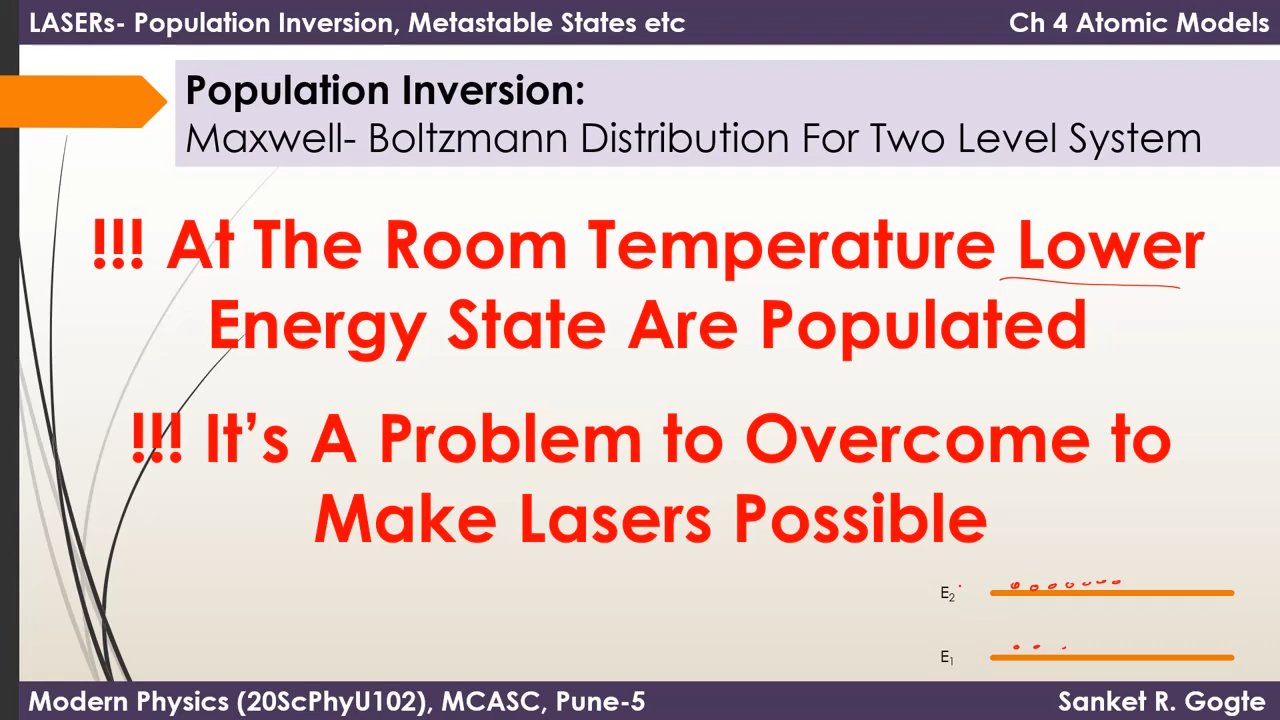 LASERs- Population Inversion, Metastable States etc
Ch 4 Atomic Models
Population Inversion:
Maxwell- Boltzmann Distribution For Two Level System
!!! At The Room Temperature Lower
Energy State Are Populated
!!! It's A Problem to Overcome to
Make Lasers Possible
E₂
E₁
Modern Physics (20ScPhyU102), MCASC, Pune-5
Sanket R. Gogte